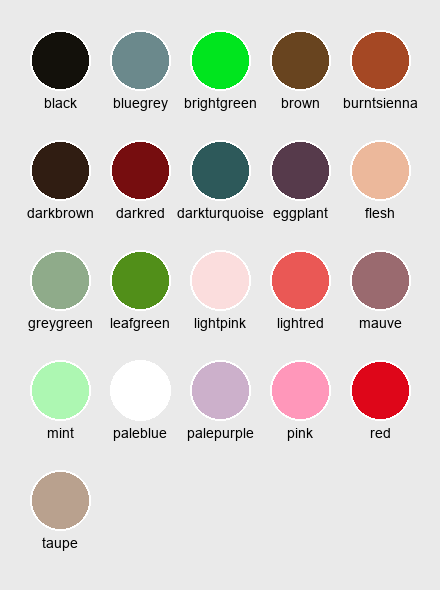 black bluegrey brightgreen brown burntsienna
darkbrown darkred darkturquoise eggplant flesh
greygreen leafgreen lightpink lightred mauve
mint paleblue palepurple pink red
taupe